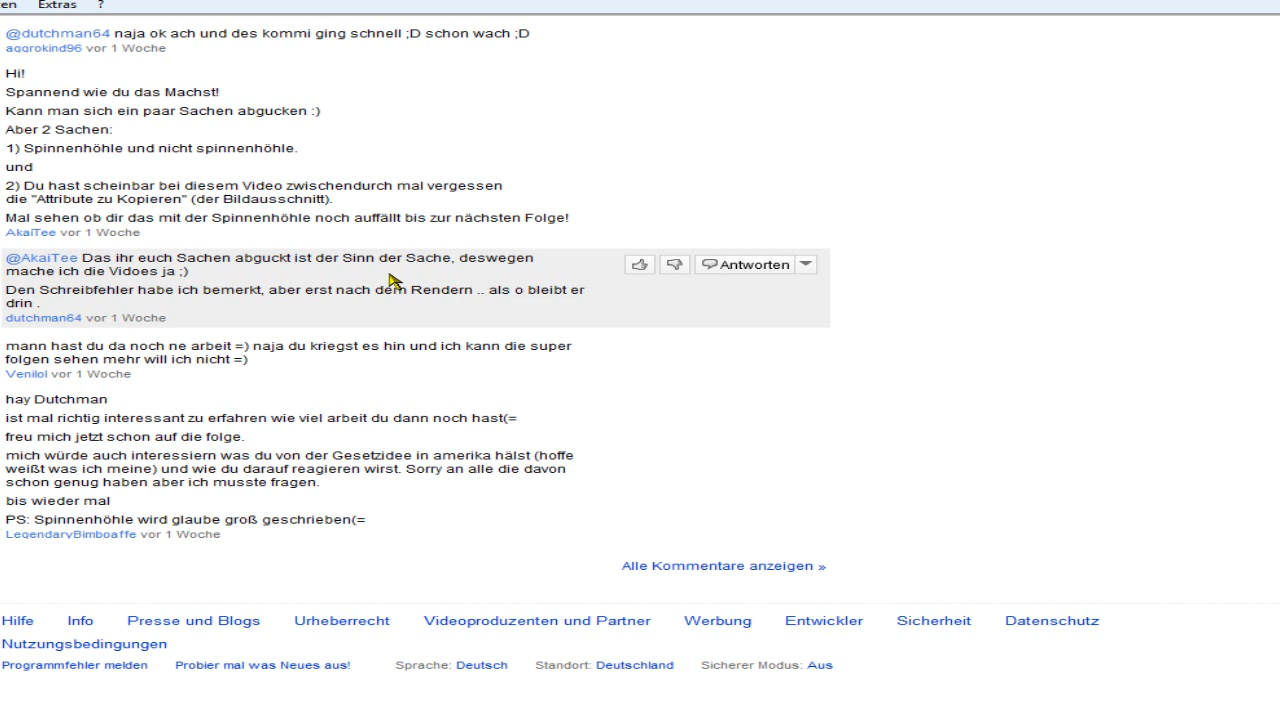 en Extras ?
@dutchman64 naja ok ach und des kommi ging schnell ;D schon wach ;D
aggrokind96 vor 1 Woche
Hi!
Spannend wie du das Machst!
Kann man sich ein paar Sachen abgucken :)
Aber 2 Sachen:
1) Spinnenhöhle und nicht spinnenhöhle.
und
2) Du hast scheinbar bei diesem Video zwischendurch mal vergessen
die "Attribute zu Kopieren" (der Bildausschnitt).
Mal sehen ob dir das mit der Spinnenhöhle noch auffällt bis zur nächsten Folge!
AkaiTee vor 1 Woche
@AkaiTee Das ihr euch Sachen abguckt ist der Sinn der Sache, deswegen
mache ich die Vidoes ja ;)
Antworten
Den Schreibfehler habe ich bemerkt, aber erst nach dem Rendern .. als o bleibt er
drin .
dutchman64 vor 1 Woche
mann hast du da noch ne arbeit =) naja du kriegst es hin und ich kann die super
folgen sehen mehr will ich nicht =)
Venilol vor 1 Woche
hay Dutchman
ist mal richtig interessant zu erfahren wie viel arbeit du dann noch hast(=
freu mich jetzt schon auf die folge.
mich würde auch interessiern was du von der Gesetzidee in amerika hälst (hoffe
weißt was ich meine) und wie du darauf reagieren wirst. Sorry an alle die davon
schon genug haben aber ich musste fragen.
bis wieder mal
PS: Spinnenhöhle wird glaube groß geschrieben(=
LegendaryBimboaffe vor 1 Woche
Alle Kommentare anzeigen »
Hilfe Info Presse und Blogs Urheberrecht Videoproduzenten und Partner Werbung Entwickler Sicherheit Datenschutz
Nutzungsbedingungen
Programmfehler melden Probier mal was Neues aus! Sprache: Deutsch Standort: Deutschland Sicherer Modus: Aus